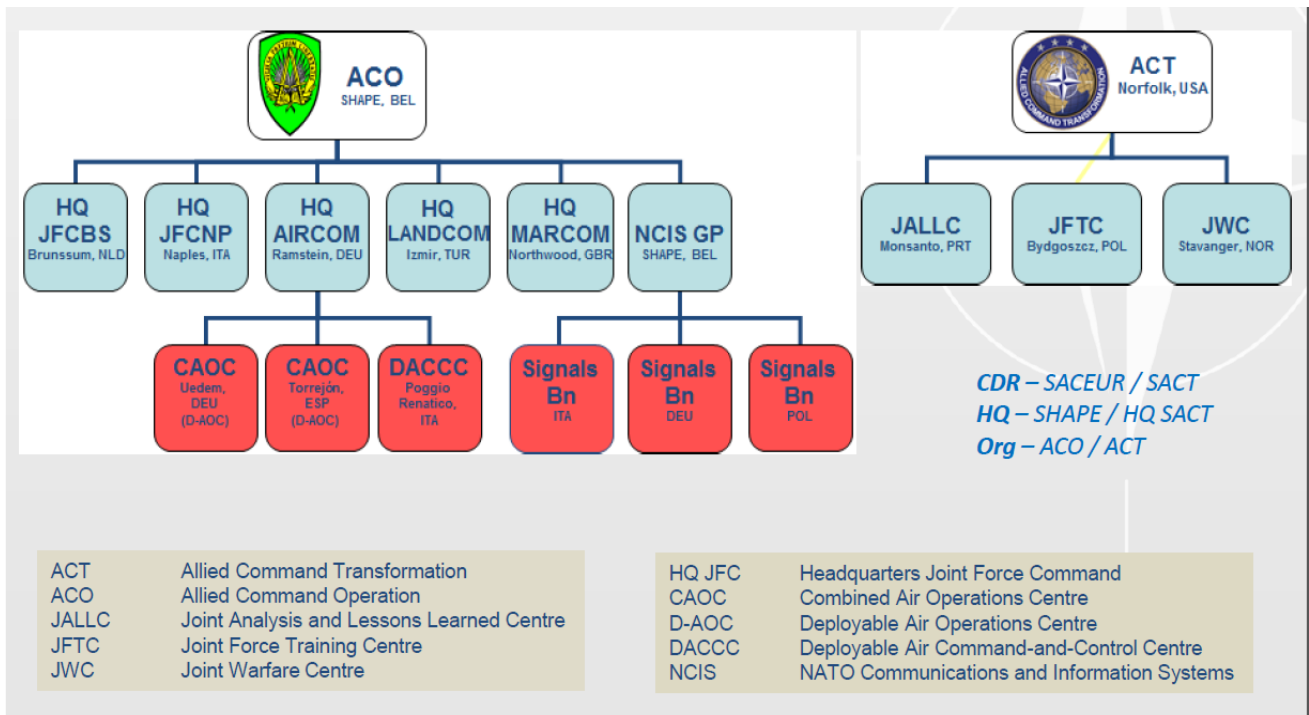 ACO
SHAPE, BEL
ACT
Norfolk, USA
ALLIED COMMAND TRANSFORMATION
HQ
JFCBS
Brunssum, NLD
HQ
JFCNP
Naples, ITA
HQ
AIRCOM
Ramstein, DEU
HQ
LANDCOM
Izmir, TUR
HQ
MARCOM
Northwood, GBR
NCIS GP
SHAPE, BEL
JALLC
Monsanto, PRT
JFTC
Bydgoszcz, POL
JWC
Stavanger, NOR
CAOC
Uedem,
DEU
(D-AOC)
CAOC
Torrejón,
ESP
(D-AOC)
DACCC
Poggio
Renatico,
ITA
Signals
Bn
ITA
Signals
Bn
DEU
Signals
Bn
POL
CDR – SACEUR / SACT
HQ – SHAPE / HQ SACT
Org – ACO / ACT
ACT Allied Command Transformation
ACO Allied Command Operation
JALLC Joint Analysis and Lessons Learned Centre
JFTC Joint Force Training Centre
JWC Joint Warfare Centre
HQ JFC Headquarters Joint Force Command
CAOC Combined Air Operations Centre
D-AOC Deployable Air Operations Centre
DACCC Deployable Air Command-and-Control Centre
NCIS NATO Communications and Information Systems